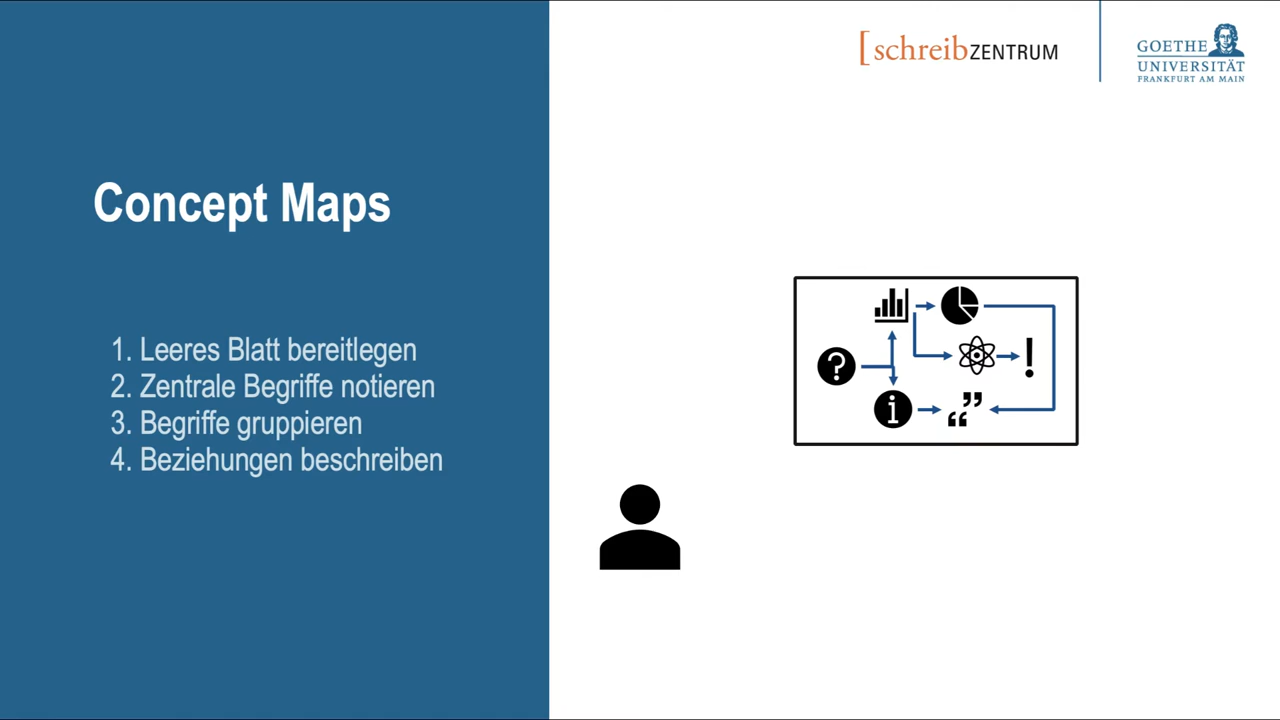 [schreibZENTRUM
GOETHE
UNIVERSITÄT
FRANKFURT AM MAIN
Concept Maps
1. Leeres Blatt bereitlegen
2. Zentrale Begriffe notieren
3. Begriffe gruppieren
4. Beziehungen beschreiben
?
!
i
„ ”